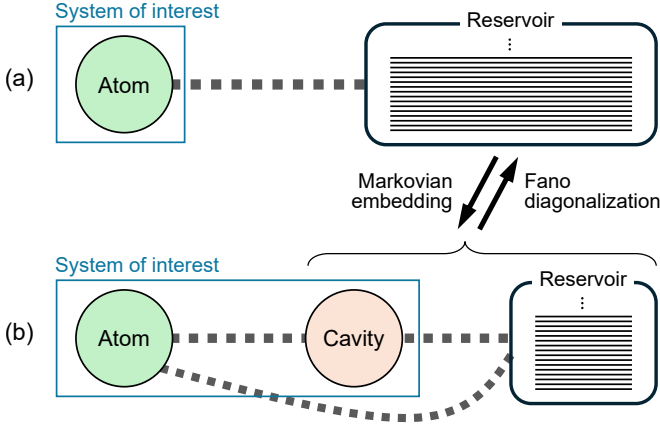 System of interest
Reservoir
(a)
Atom
Markovian
embedding
Fano
diagonalization
System of interest
Reservoir
(b)
Atom
Cavity